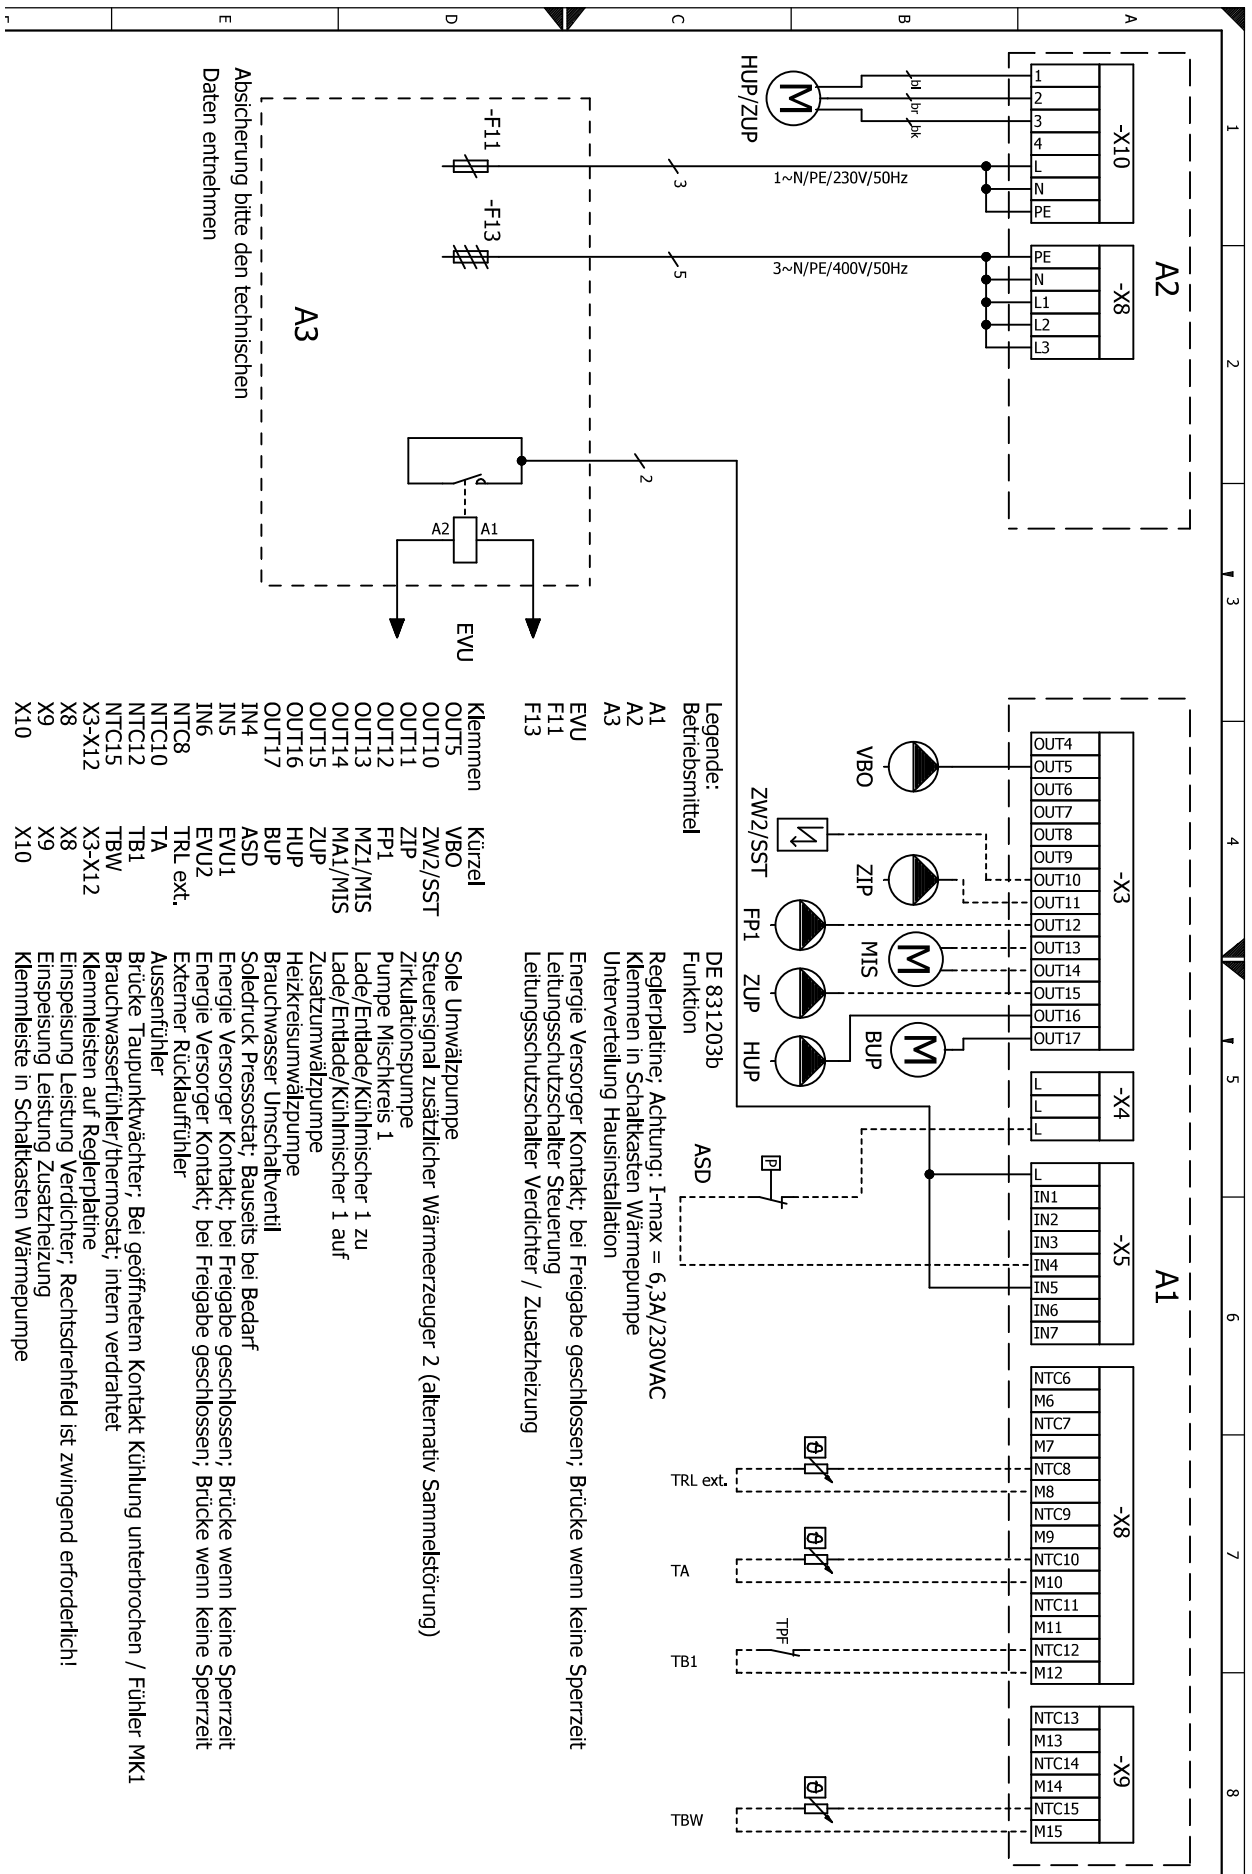 1
2
3
4
5
6
7
8
A
B
C
D
E
A2
-X10
1
2
3
4
L
N
PE
-X8
PE
N
L1
L2
L3
bl
br
bk
HUP/ZUP
M
1~N/PE/230V/50Hz
3~N/PE/400V/50Hz
3
5
2
-F11
-F13
A3
A2
A1
EVU
Absicherung bitte den technischen
Daten entnehmen
A1
-X3
OUT4
OUT5
OUT6
OUT7
OUT8
OUT9
OUT10
OUT11
OUT12
OUT13
OUT14
OUT15
OUT16
OUT17
-X4
L
L
L
-X5
L
IN1
IN2
IN3
IN4
IN5
IN6
IN7
-X8
NTC6
M6
NTC7
M7
NTC8
M8
NTC9
M9
NTC10
M10
NTC11
M11
NTC12
M12
-X9
NTC13
M13
NTC14
M14
NTC15
M15
VBO
ZW2/SST
ZIP
FP1
M
MIS
ZUP
HUP
M
BUP
P
ASD
ϑ
TRL ext.
ϑ
TA
TPF
TB1
ϑ
TBW
Legende: DE 831203b
Betriebsmittel Funktion
A1 Reglerplatine; Achtung: I-max = 6,3A/230VAC
A2 Klemmen in Schaltkasten Wärmepumpe
A3 Unterverteilung Hausinstallation
EVU Energie Versorger Kontakt; bei Freigabe geschlossen; Brücke wenn keine Sperrzeit
F11 Leitungsschutzschalter Steuerung
F13 Leitungsschutzschalter Verdichter / Zusatzheizung
Klemmen Kürzel
OUT5 VBO Sole Umwälzpumpe
OUT10 ZW2/SST Steuersignal zusätzlicher Wärmeerzeuger 2 (alternativ Sammelstörung)
OUT11 ZIP Zirkulationspumpe
OUT12 FP1 Pumpe Mischkreis 1
OUT13 MZ1/MIS Lade/Entlade/Kühlmischer 1 zu
OUT14 MA1/MIS Lade/Entlade/Kühlmischer 1 auf
OUT15 ZUP Zusatzumwälzpumpe
OUT16 HUP Heizkreisumwälzpumpe
OUT17 BUP Brauchwasser Umschaltventil
IN4 ASD Soledruck Pressostat; Bauseits bei Bedarf
IN5 EVU1 Energie Versorger Kontakt; bei Freigabe geschlossen; Brücke wenn keine Sperrzeit
IN6 EVU2 Energie Versorger Kontakt; bei Freigabe geschlossen; Brücke wenn keine Sperrzeit
NTC8 TRL ext. Externer Rücklauffühler
NTC10 TA Aussenfühler
NTC12 TB1 Brücke Taupunktwächter; Bei geöffnetem Kontakt Kühlung unterbrochen / Fühler MK1
NTC15 TBW Brauchwasserfühler/thermostat; intern verdrahtet
X3-X12 X3-X12 Klemmleisten auf Reglerplatine
X8 X8 Einspeisung Leistung Verdichter; Rechtsdrehfeld ist zwingend erforderlich!
X9 X9 Einspeisung Leistung Zusatzheizung
X10 X10 Klemmleiste in Schaltkasten Wärmepumpe